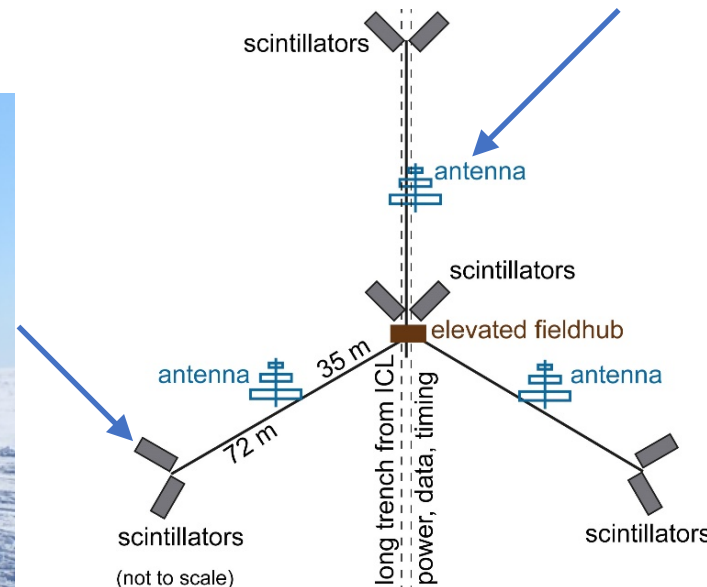 scintillators
antenna
scintillators
elevated fieldhub
35 m
antenna
antenna
72 m
long trench from ICL
power, data, timing
scintillators
scintillators
(not to scale)